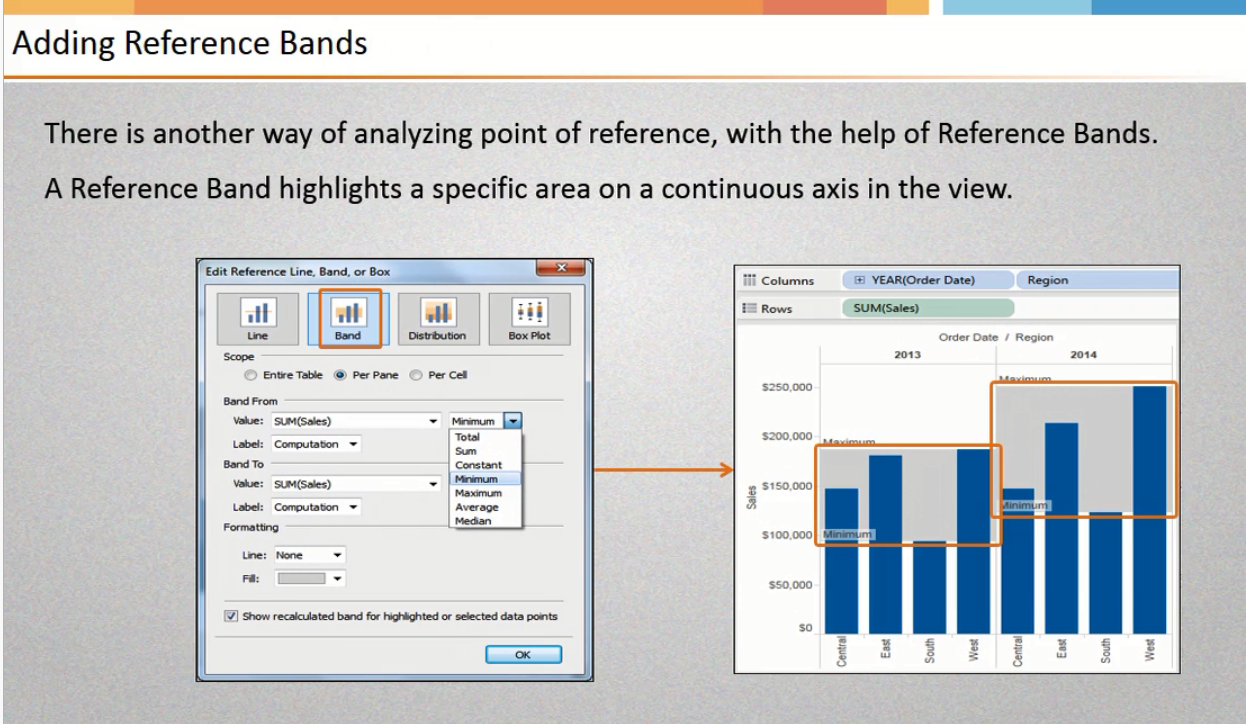 Adding Reference Bands
There is another way of analyzing point of reference, with the help of Reference Bands.
A Reference Band highlights a specific area on a continuous axis in the view.
Edit Reference Line, Band, or Box
Line Band Distribution Box Plot
Scope
Entire Table Per Pane Per Cell
Band From
Value: SUM(Sales) Minimum
Label: Computation
Total
Sum
Constant
Minimum
Maximum
Average
Median
Band To
Value: SUM(Sales)
Label: Computation
Formatting
Line: None
Fill:
Show recalculated band for highlighted or selected data points
OK
Columns YEAR(Order Date) Region
Rows SUM(Sales)
Order Date / Region
2013 2014
Sales
$250,000
$200,000
$150,000
$100,000
$50,000
$0
Maximum
Maximum
Minimum
Minimum
Central East South West Central East South West